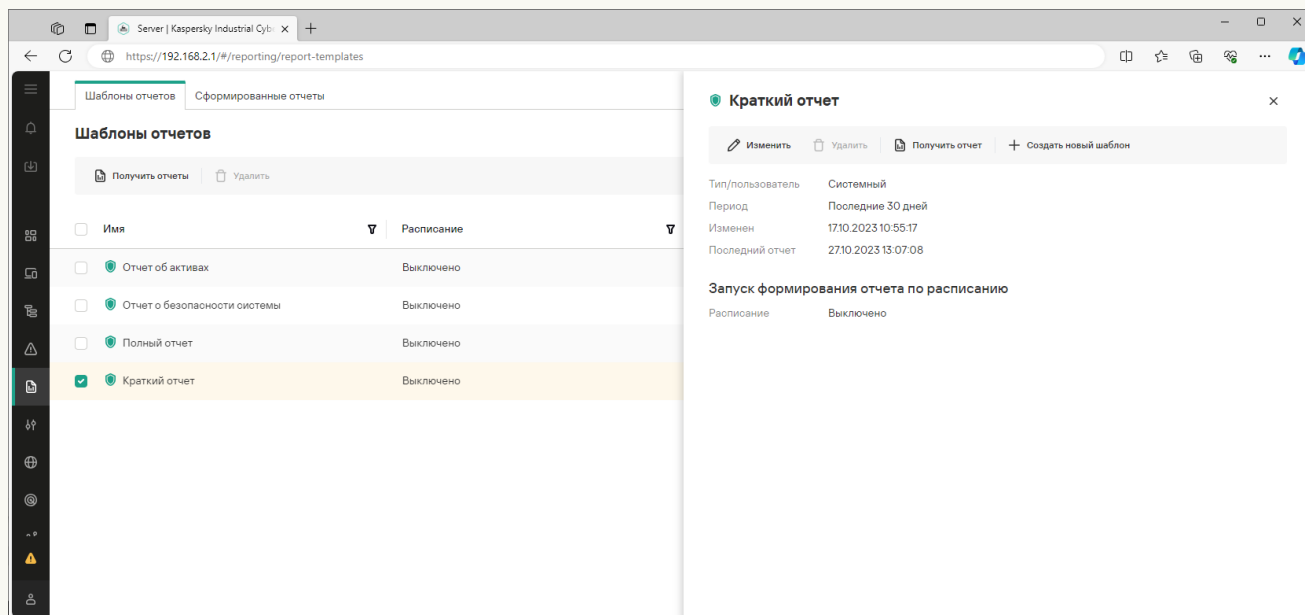 Server | Kaspersky Industrial Cyb
https://192.168.2.1/#/reporting/report-templates
Шаблоны отчетов Сформированные отчеты
Шаблоны отчетов
Получить отчеты Удалить
Имя Расписание
Отчет об активах Выключено
Отчет о безопасности системы Выключено
Полный отчет Выключено
Краткий отчет Выключено
Краткий отчет
Изменить Удалить Получить отчет Создать новый шаблон
Тип/пользователь Системный
Период Последние 30 дней
Изменен 17.10.2023 10:55:17
Последний отчет 27.10.2023 13:07:08
Запуск формирования отчета по расписанию
Расписание Выключено